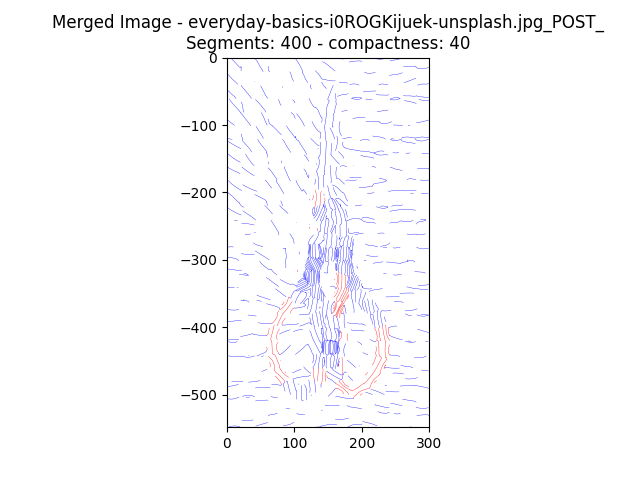 Merged Image - everyday-basics-i0ROGKijuek-unsplash.jpg_POST_
Segments: 400 - compactness: 40
0
−100
−200
−300
−400
−500
0 100 200 300